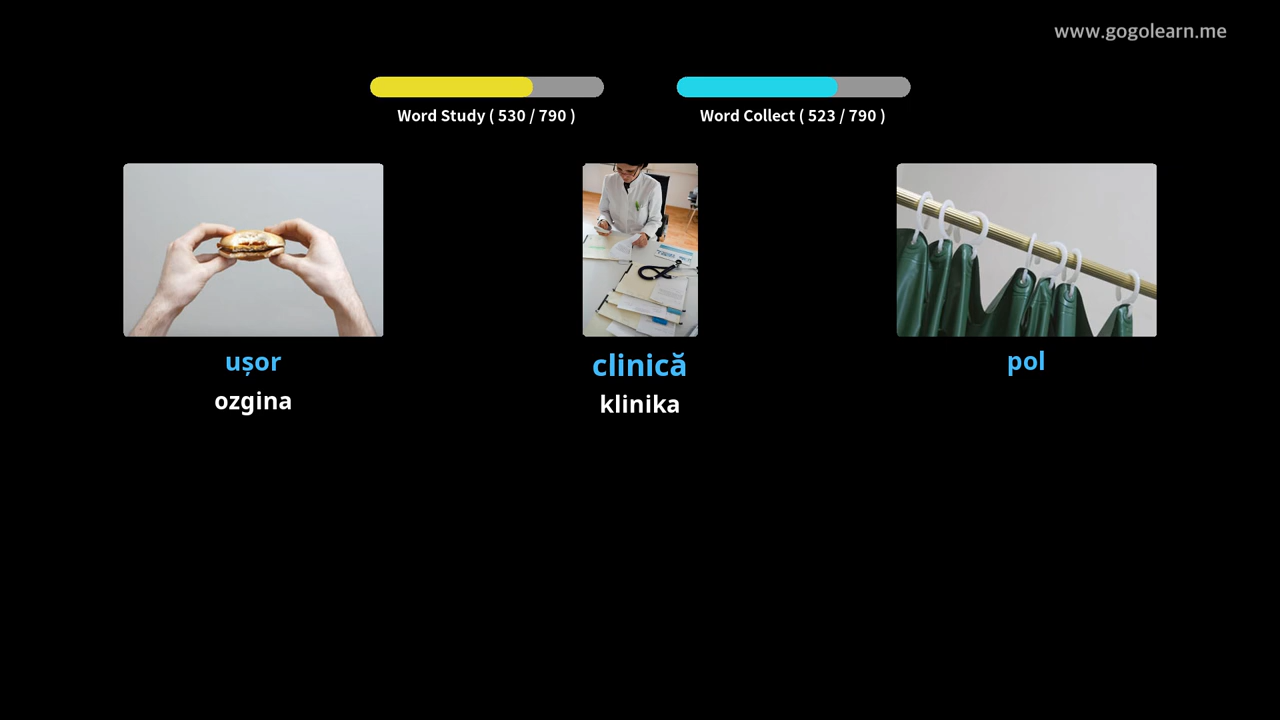 www.gogolearn.me
Word Study ( 530 / 790 )
Word Collect ( 523 / 790 )
ușor
clinică
pol
ozgina
klinika